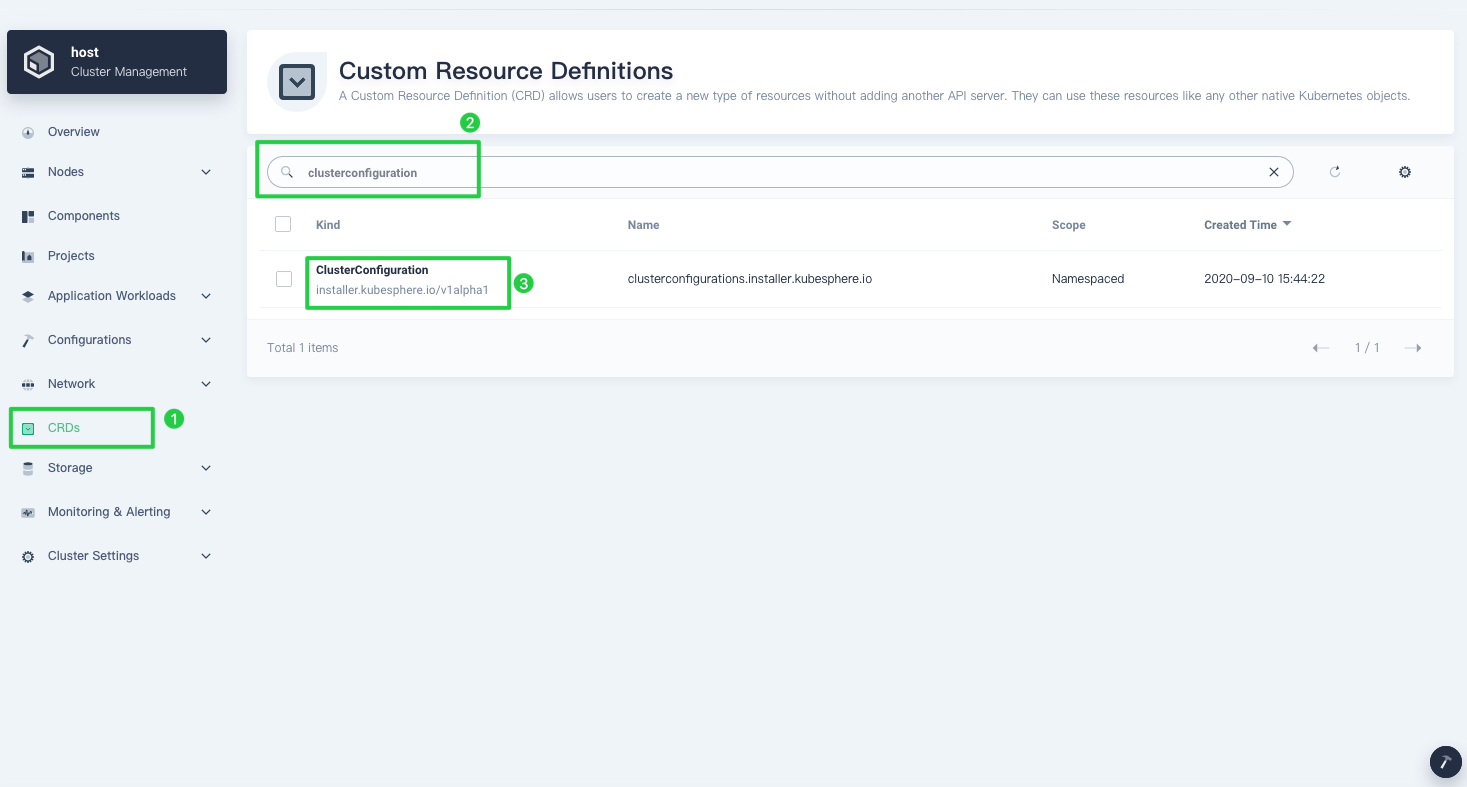 host
Cluster Management
Overview
Nodes
Components
Projects
Application Workloads
Configurations
Network
CRDs
1
Storage
Monitoring & Alerting
Cluster Settings
Custom Resource Definitions
A Custom Resource Definition (CRD) allows users to create a new type of resources without adding another API server. They can use these resources like any other native Kubernetes objects.
2
clusterconfiguration
Kind Name Scope Created Time
ClusterConfiguration
installer.kubesphere.io/v1alpha1
3
clusterconfigurations.installer.kubesphere.io Namespaced 2020-09-10 15:44:22
Total 1 items
1 / 1